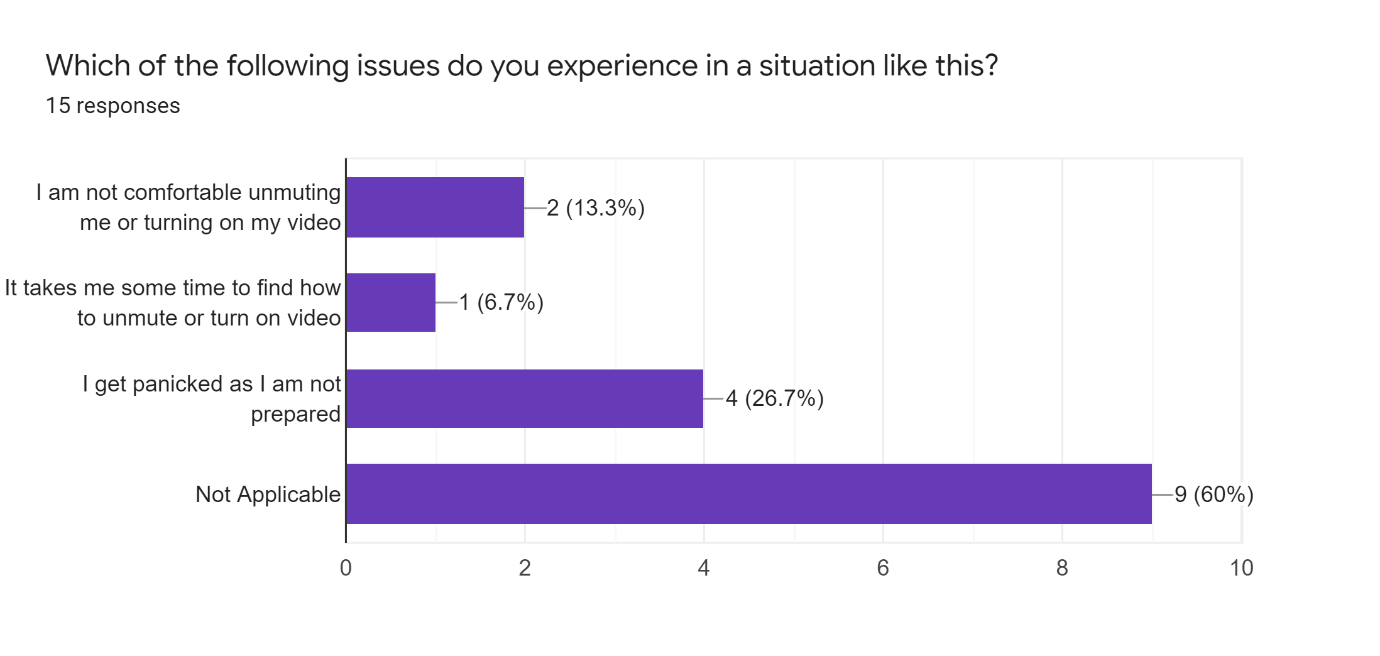 Which of the following issues do you experience in a situation like this?
15 responses
I am not comfortable unmuting
me or turning on my video
2 (13.3%)
It takes me some time to find how
to unmute or turn on video
1 (6.7%)
I get panicked as I am not
prepared
4 (26.7%)
Not Applicable
9 (60%)
0 2 4 6 8 10